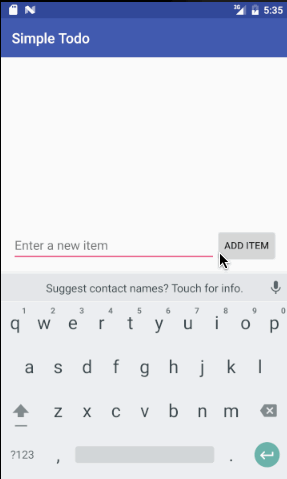 3G 5:35
Simple Todo
Enter a new item ADD ITEM
Suggest contact names? Touch for info.
1 2 3 4 5 6 7 8 9 0
q w e r t y u i o p
a s d f g h j k l
z x c v b n m
?123 , .